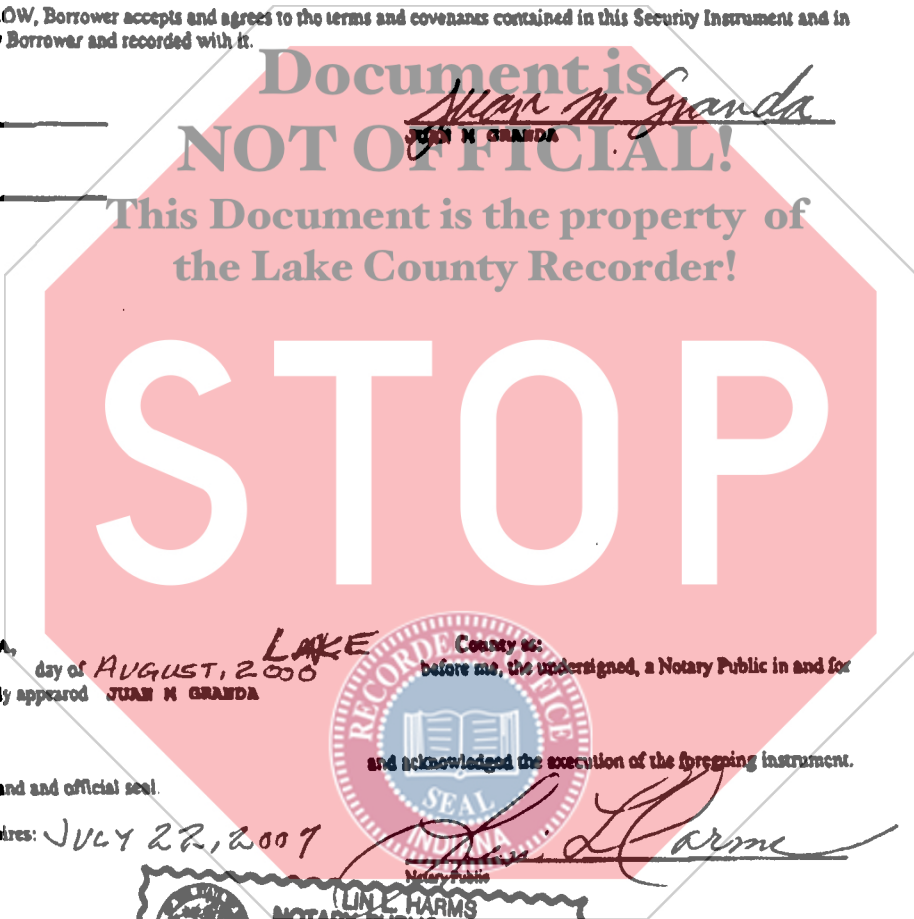 OW, Borrower accepts and agrees to the terms and covenants contained in this Security Instrument and in
Borrower and recorded with it.
Document is
Juan M Granda
JUAN M GRANDA
NOT OFFICIAL!
This Document is the property of
the Lake County Recorder!
STOP
LAKE County ss:
day of AUGUST, 2000 before me, the undersigned, a Notary Public in and for
y appeared JUAN M GRANDA
RECORDER'S OFFICE
and acknowledged the execution of the foregoing instrument.
and and official seal.
SEAL
INDIANA
ires: JULY 22, 2007
Notary Public
LIN L. HARMS
NOTARY PUBLIC